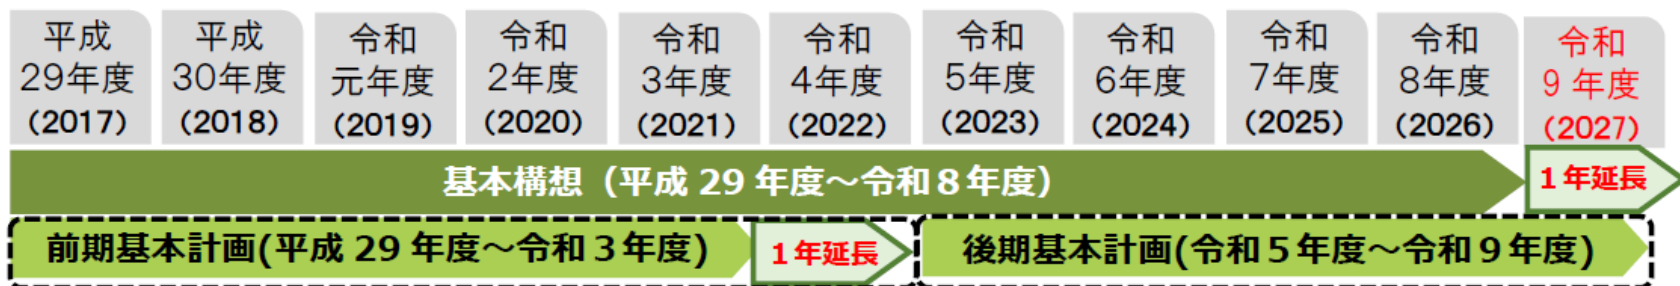 平成
29年度
(2017)
平成
30年度
(2018)
令和
元年度
(2019)
令和
2年度
(2020)
令和
3年度
(2021)
令和
4年度
(2022)
令和
5年度
(2023)
令和
6年度
(2024)
令和
7年度
(2025)
令和
8年度
(2026)
令和
9 年度
(2027)
基本構想（平成 29 年度～令和８年度）
１年延長
前期基本計画(平成 29 年度～令和３年度)
１年延長
後期基本計画(令和５年度～令和９年度)